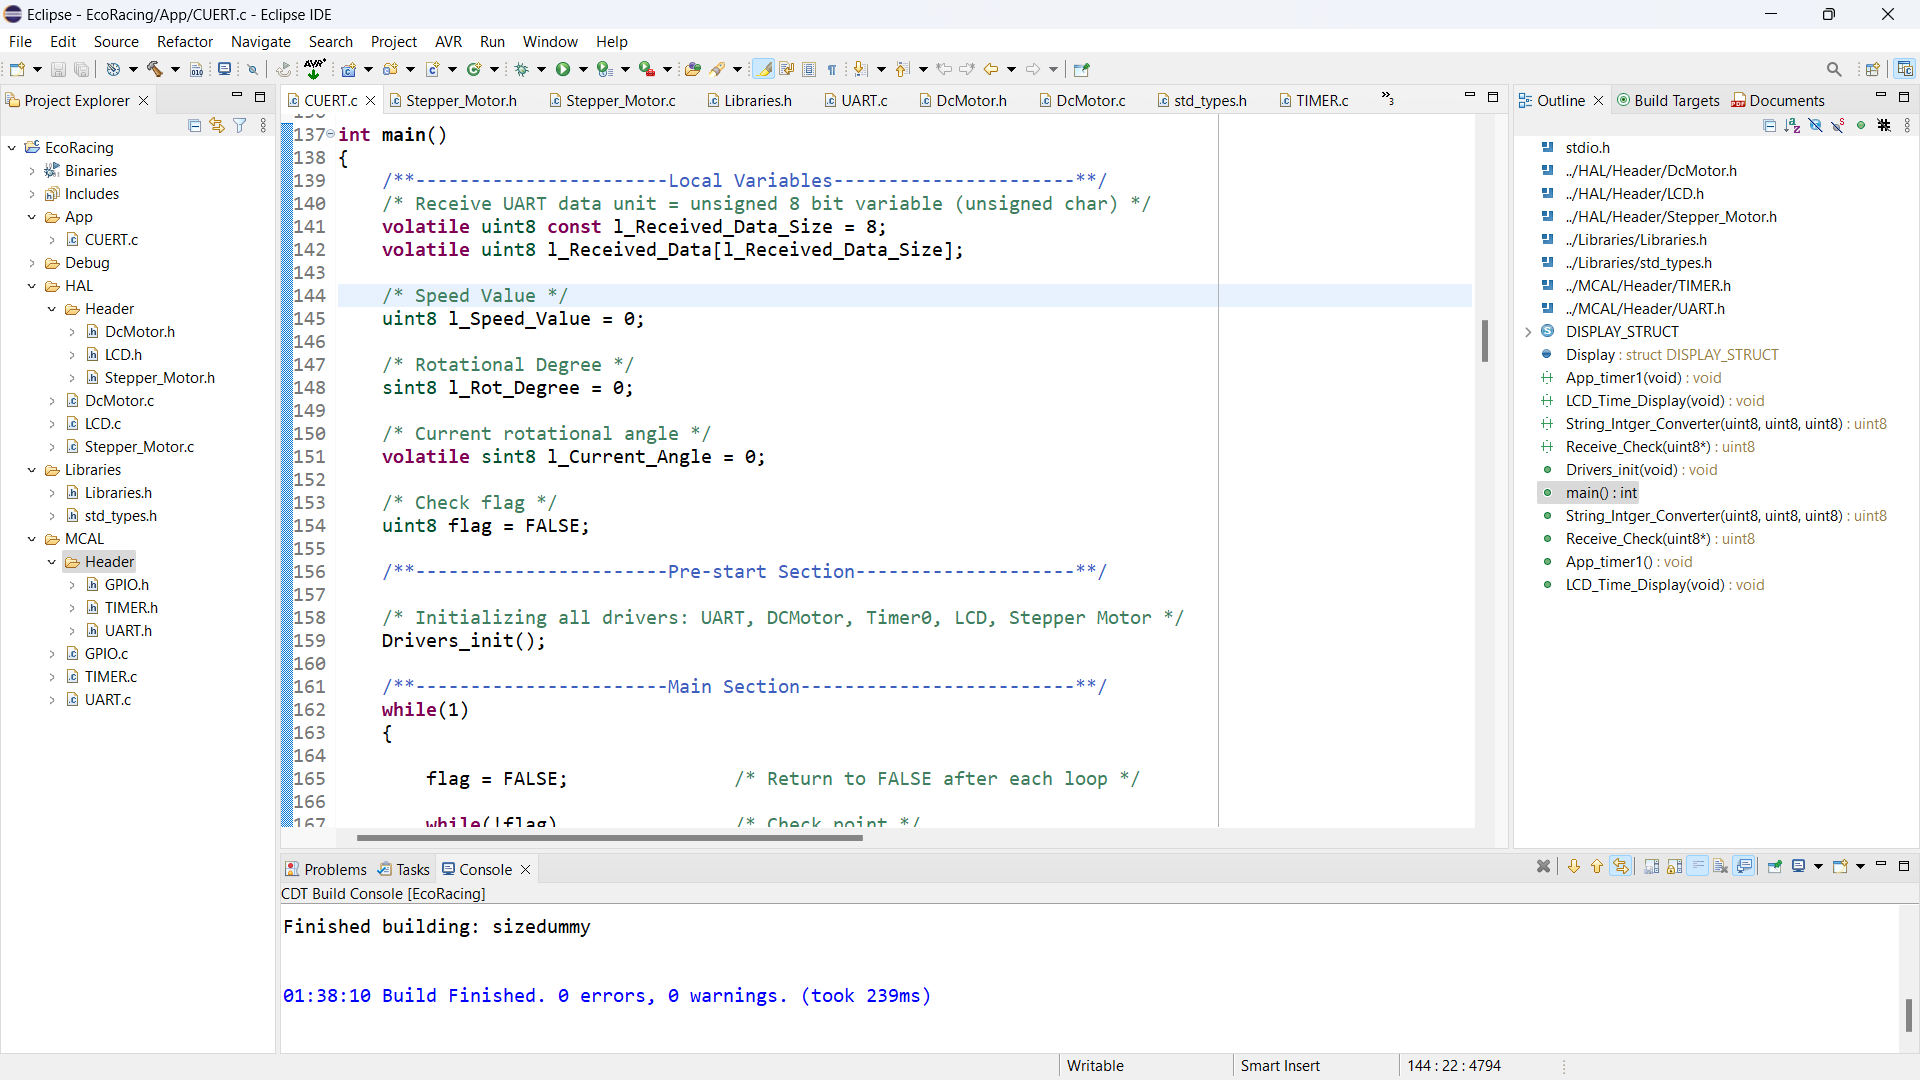 Eclipse - EcoRacing/App/CUERT.c - Eclipse IDE
File Edit Source Refactor Navigate Search Project AVR Run Window Help
Project Explorer
EcoRacing
Binaries
Includes
App
CUERT.c
Debug
HAL
Header
DcMotor.h
LCD.h
Stepper_Motor.h
DcMotor.c
LCD.c
Stepper_Motor.c
Libraries
Libraries.h
std_types.h
MCAL
Header
GPIO.h
TIMER.h
UART.h
GPIO.c
TIMER.c
UART.c
CUERT.c Stepper_Motor.h Stepper_Motor.c Libraries.h UART.c DcMotor.h DcMotor.c std_types.h TIMER.c »3
137 int main()
138 {
139 /**-----------------------Local Variables----------------------**/
140 /* Receive UART data unit = unsigned 8 bit variable (unsigned char) */
141 volatile uint8 const l_Received_Data_Size = 8;
142 volatile uint8 l_Received_Data[l_Received_Data_Size];
143
144 /* Speed Value */
145 uint8 l_Speed_Value = 0;
146
147 /* Rotational Degree */
148 sint8 l_Rot_Degree = 0;
149
150 /* Current rotational angle */
151 volatile sint8 l_Current_Angle = 0;
152
153 /* Check flag */
154 uint8 flag = FALSE;
155
156 /**-----------------------Pre-start Section--------------------**/
157
158 /* Initializing all drivers: UART, DCMotor, Timer0, LCD, Stepper Motor */
159 Drivers_init();
160
161 /**-----------------------Main Section-------------------------**/
162 while(1)
163 {
164
165 flag = FALSE; /* Return to FALSE after each loop */
166
167 while(!flag) /* Check point */
Outline Build Targets Documents
stdio.h
../HAL/Header/DcMotor.h
../HAL/Header/LCD.h
../HAL/Header/Stepper_Motor.h
../Libraries/Libraries.h
../Libraries/std_types.h
../MCAL/Header/TIMER.h
../MCAL/Header/UART.h
DISPLAY_STRUCT
Display : struct DISPLAY_STRUCT
App_timer1(void) : void
LCD_Time_Display(void) : void
String_Intger_Converter(uint8, uint8, uint8) : uint8
Receive_Check(uint8*) : uint8
Drivers_init(void) : void
main() : int
String_Intger_Converter(uint8, uint8, uint8) : uint8
Receive_Check(uint8*) : uint8
App_timer1() : void
LCD_Time_Display(void) : void
Problems Tasks Console
CDT Build Console [EcoRacing]
Finished building: sizedummy
01:38:10 Build Finished. 0 errors, 0 warnings. (took 239ms)
Writable Smart Insert 144 : 22 : 4794